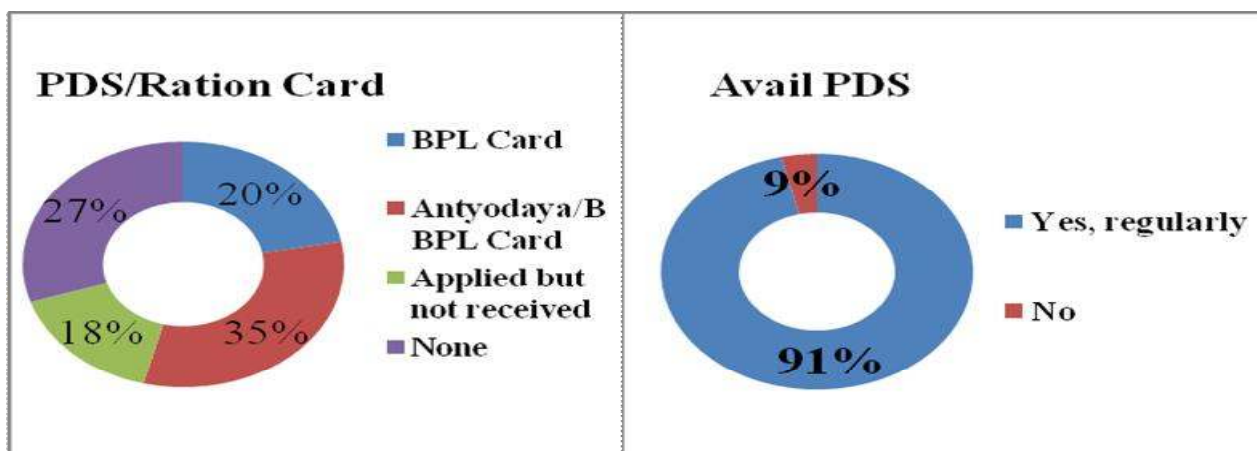 PDS/Ration Card
BPL Card
Antyodaya/B
BPL Card
Applied but
not received
None
20%
35%
18%
27%
Avail PDS
Yes, regularly
No
9%
91%